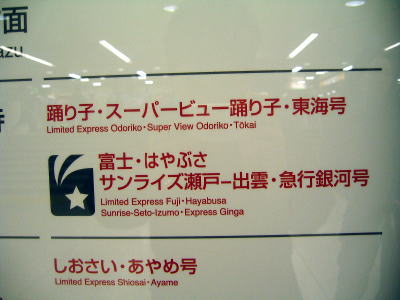 面
azu
踊り子・スーパービュー踊り子・東海号
Limited Express Odoriko・Super View Odoriko・Tōkai
富士・はやぶさ
サンライズ瀬戸ー出雲・急行銀河号
Limited Express Fuji・Hayabusa
Sunrise-Seto-Izumo・Express Ginga
しおさい・あやめ号
Limited Express Shiosai・Ayame